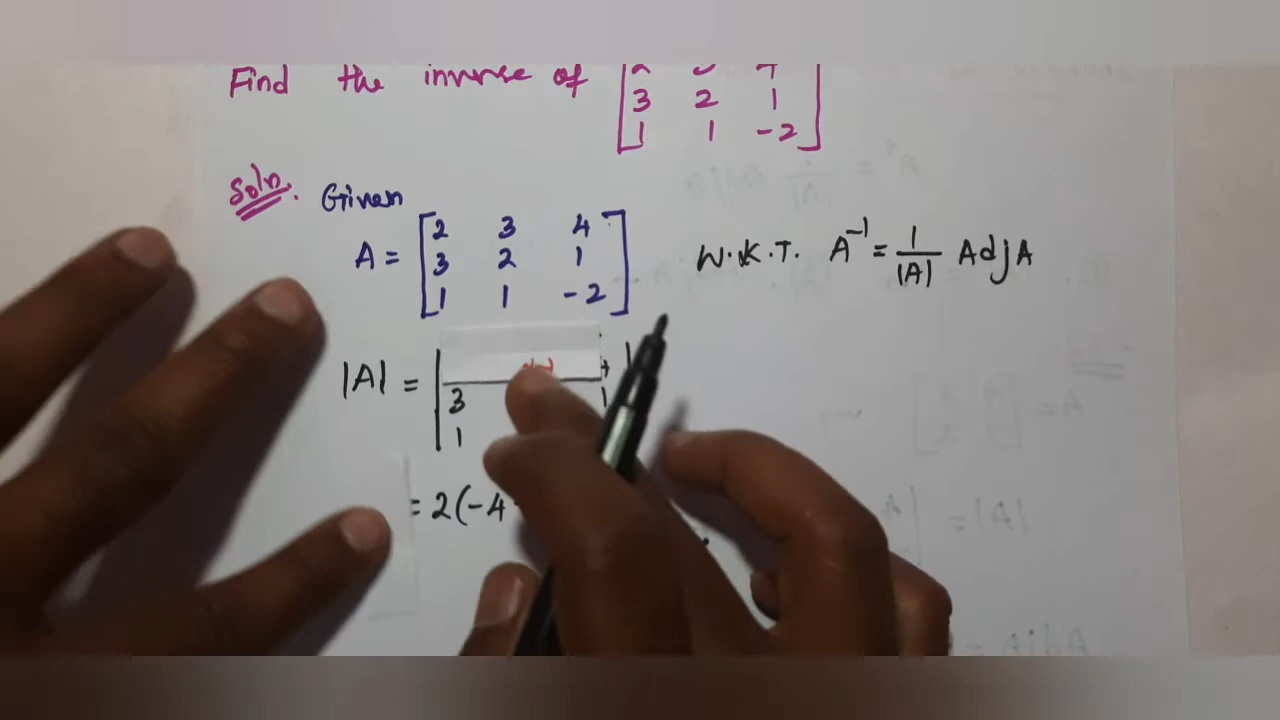 Find the inverse of
3 2 1
1 1 -2
Soln. Given
A = [2 3 4
3 2 1
1 1 -2]
W.K.T. A⁻¹ = 1/|A| Adj A
|A| =
3 1
1
= 2(-4